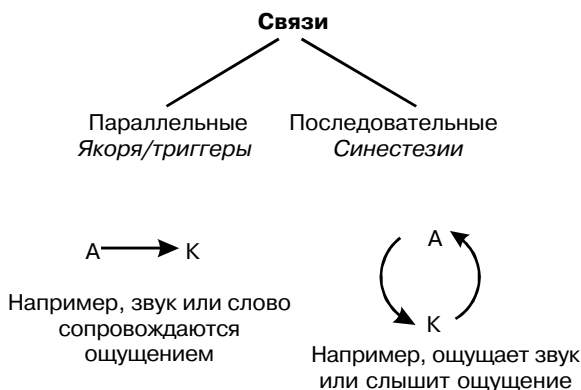 Связи
Параллельные
Якоря/триггеры
Последовательные
Синестезии
А К
Например, звук или слово
сопровождаются
ощущением
А
К
Например, ощущает звук
или слышит ощущение